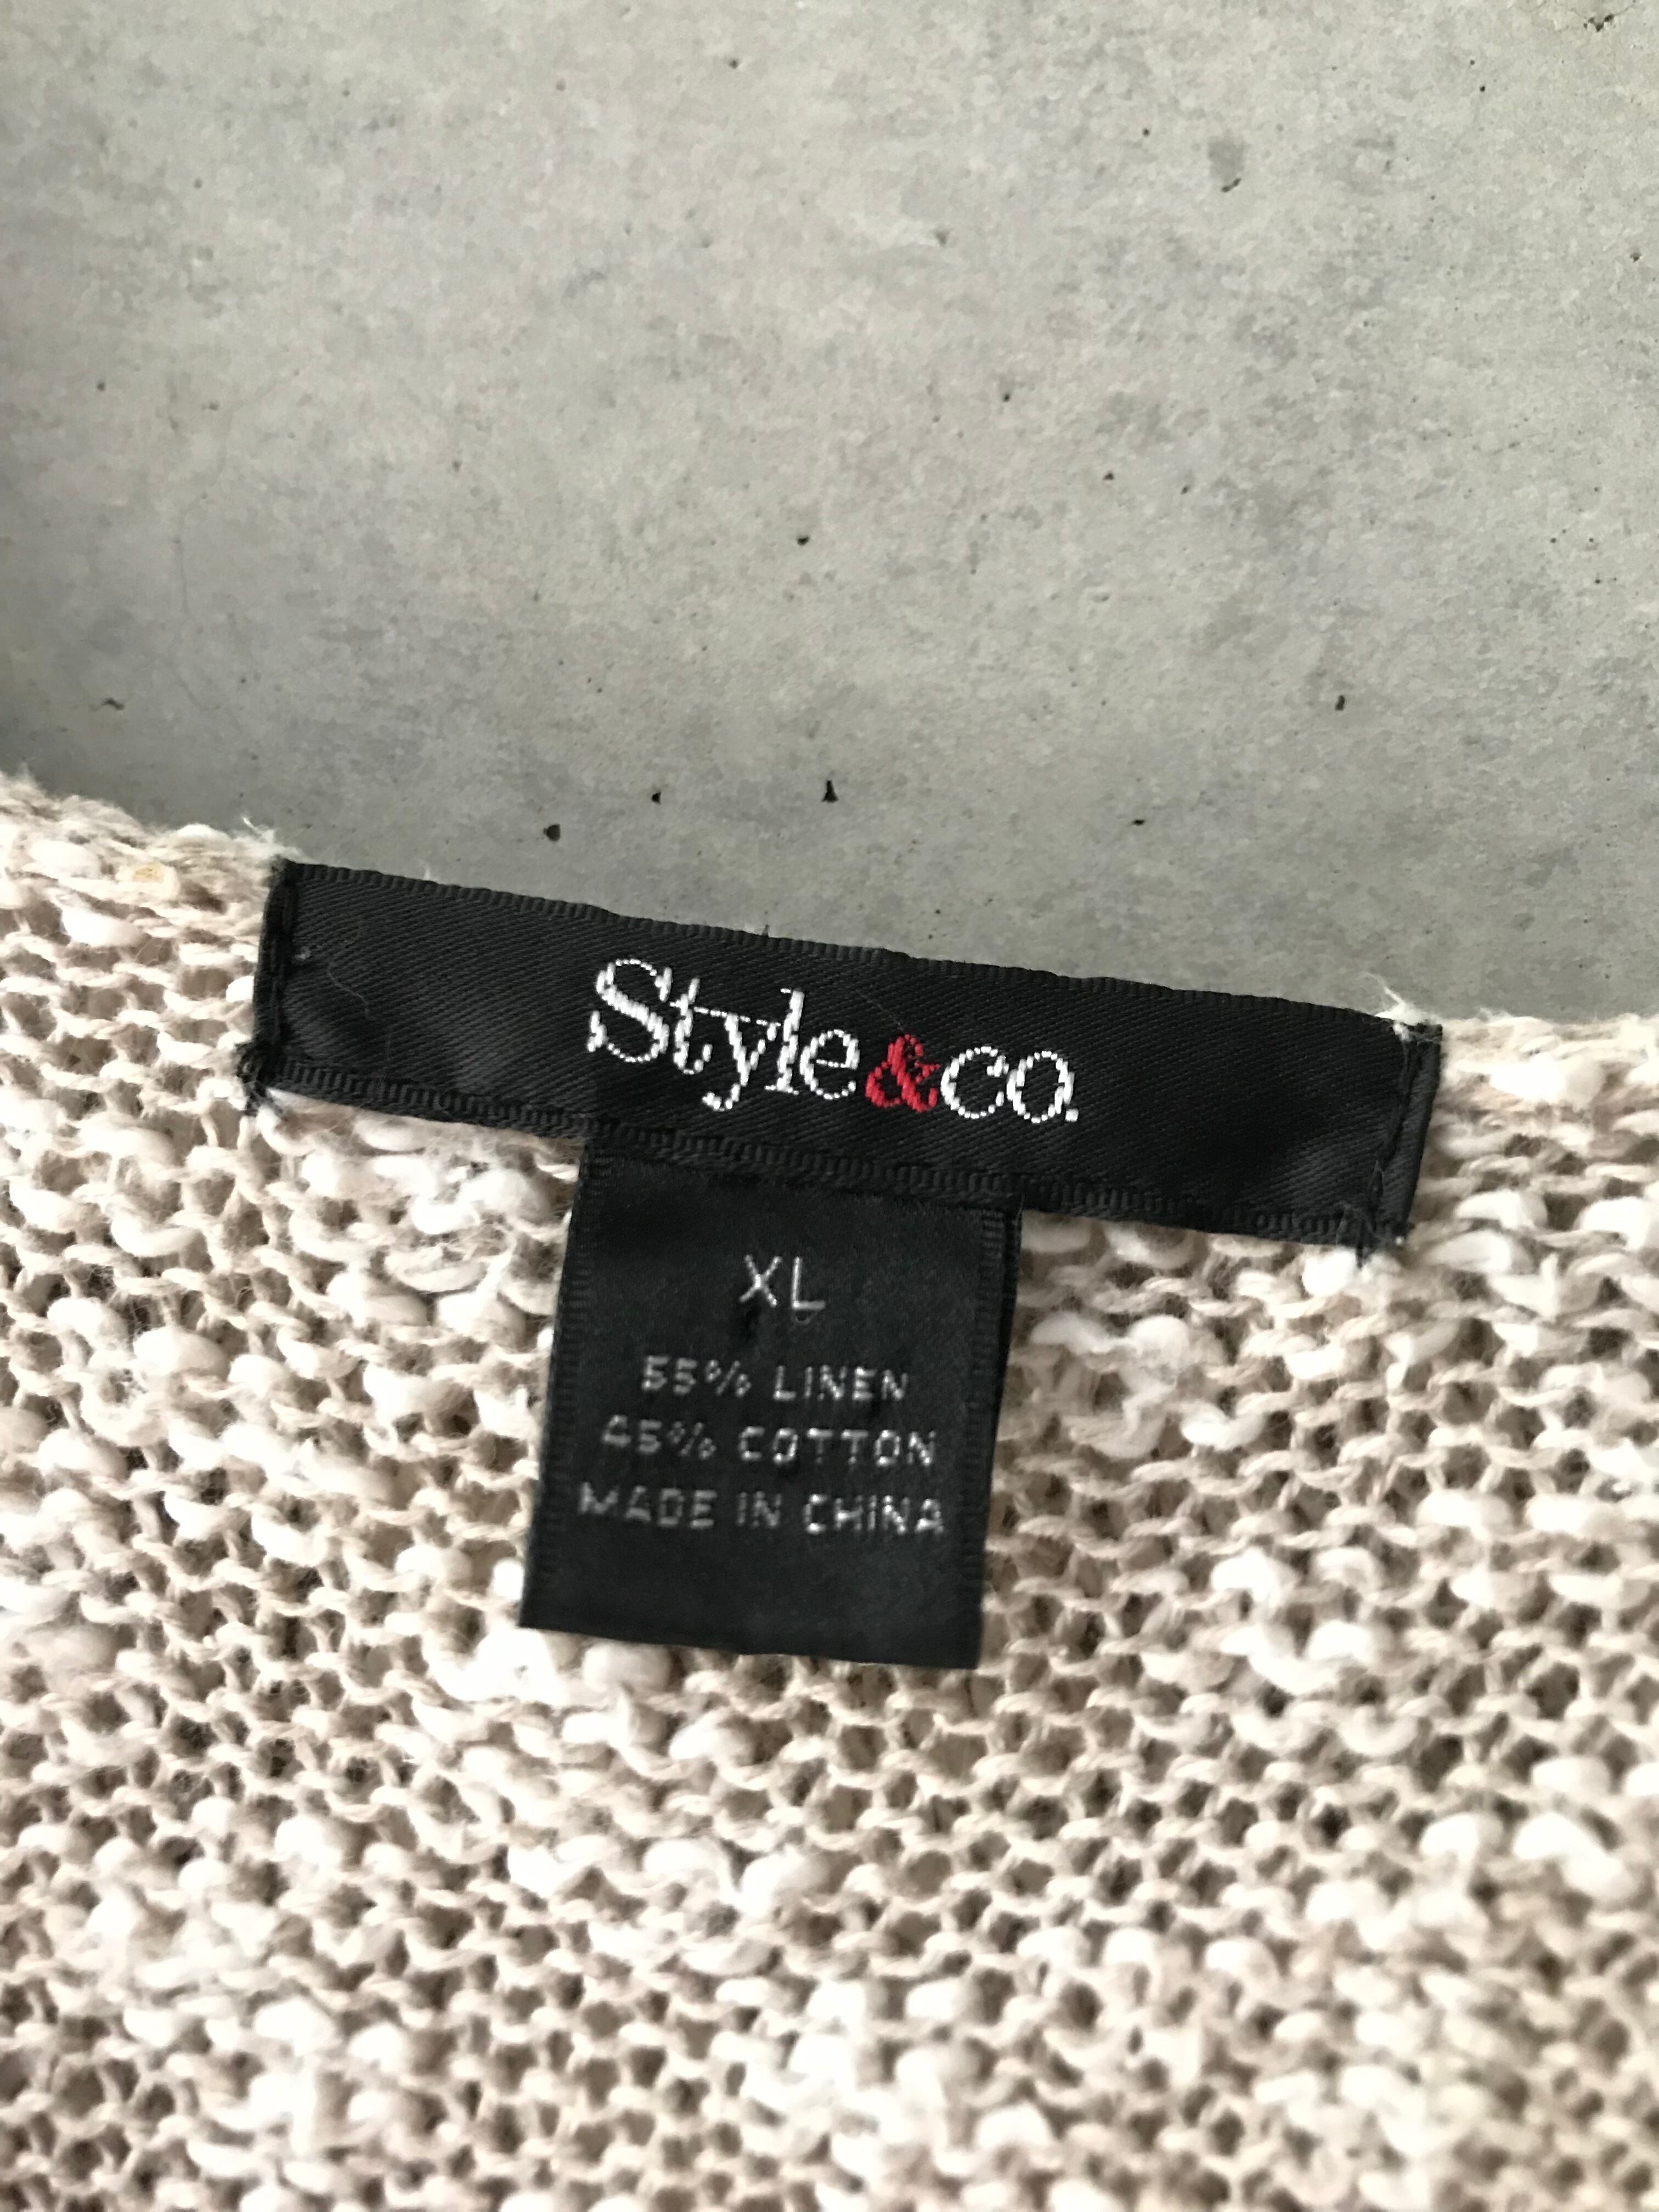 Style&co.
XL
55% LINEN
45% COTTON
MADE IN CHINA